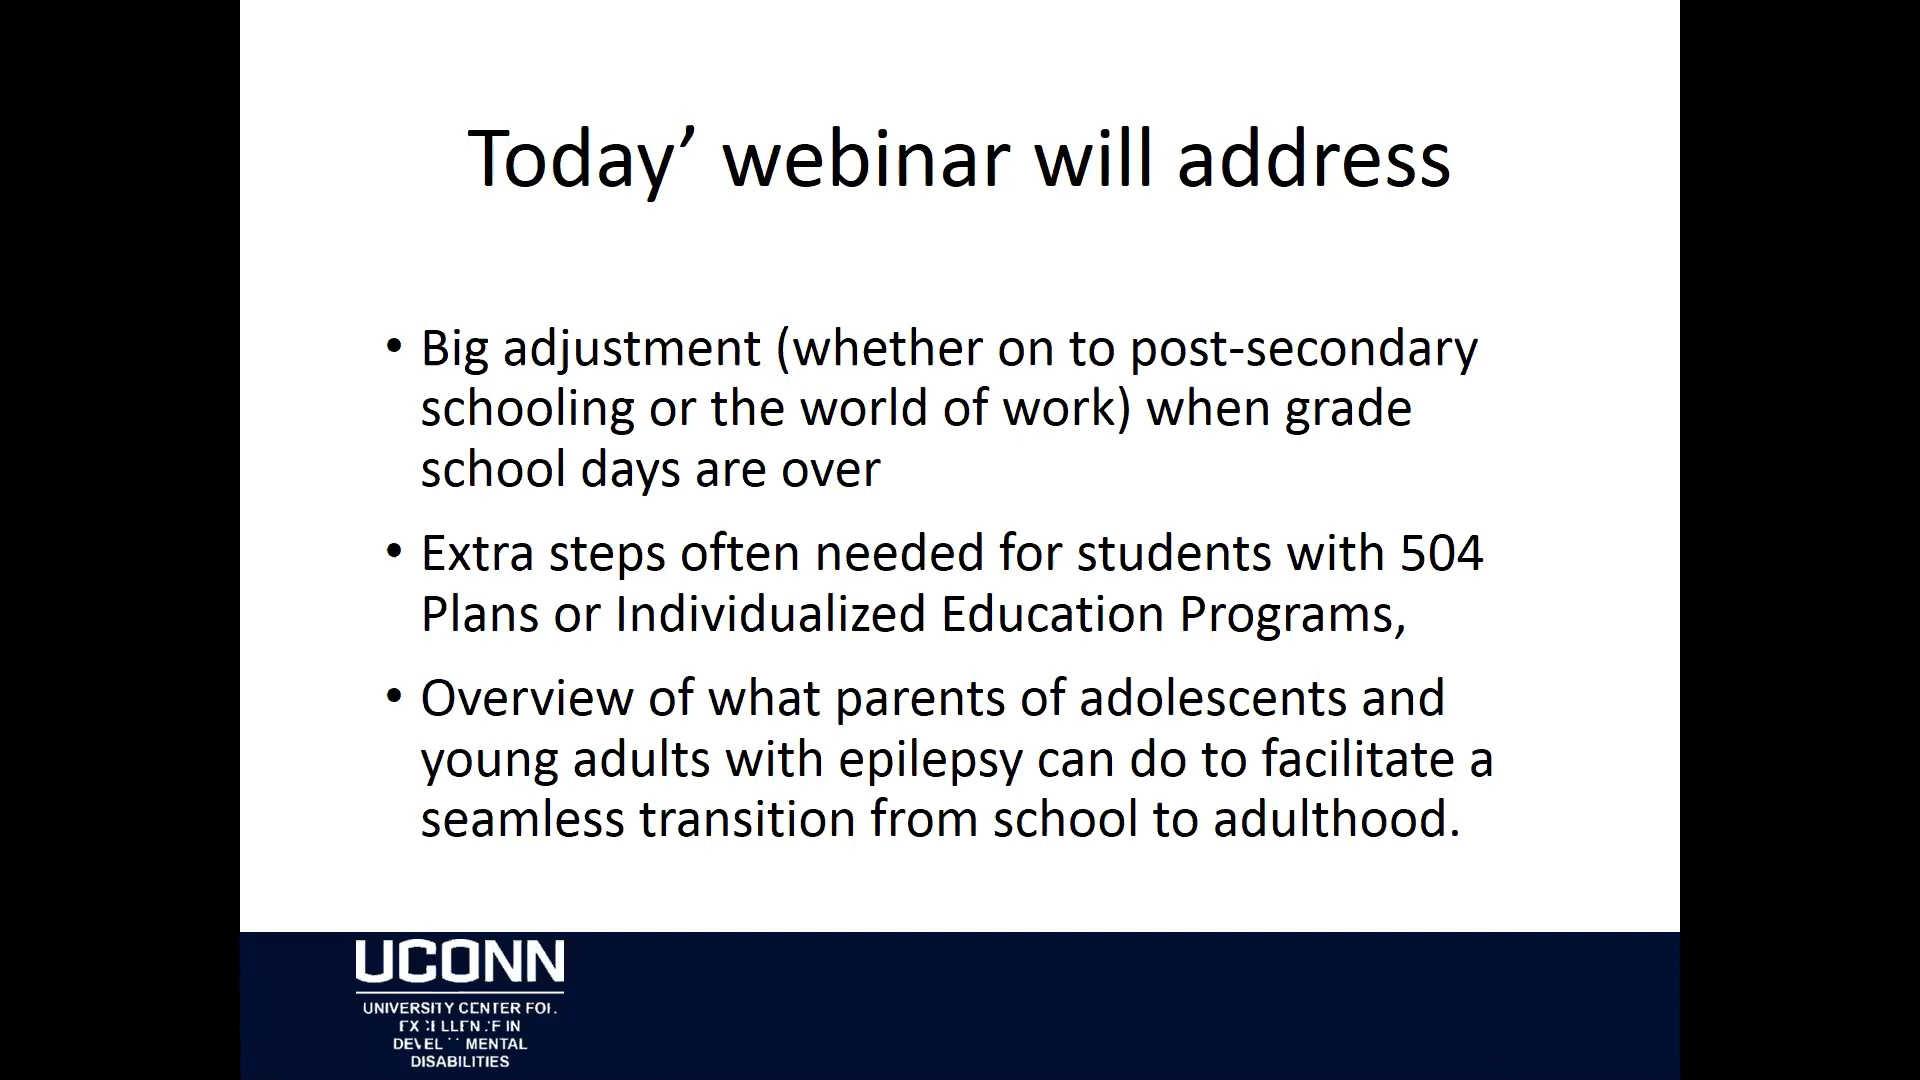 Today’ webinar will address
• Big adjustment (whether on to post-secondary
schooling or the world of work) when grade
school days are over
• Extra steps often needed for students with 504
Plans or Individualized Education Programs,
• Overview of what parents of adolescents and
young adults with epilepsy can do to facilitate a
seamless transition from school to adulthood.
UCONN
UNIVERSITY CENTER FOR
EXCELLENCE IN
DEVELOPMENTAL
DISABILITIES